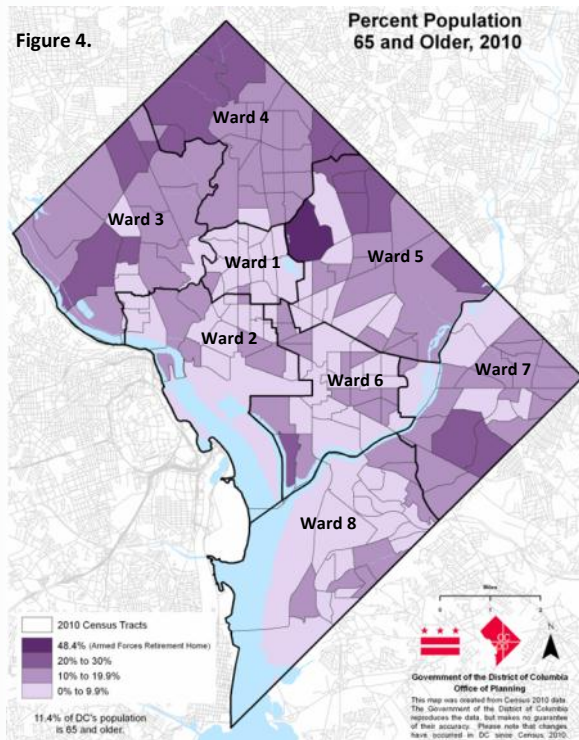 Percent Population
65 and Older, 2010
Figure 4.
Ward 4
Ward 3
Ward 5
Ward 1
Ward 2
Ward 7
Ward 6
Ward 8
2010 Census Tracts
48.4% (Armed Forces Retirement Home)
20% to 30%
10% to 19.9%
0% to 9.9%
11.4% of DC's population
is 65 and older.
Miles
0 1 2
N
Government of the District of Columbia
Office of Planning
This map was created from Census 2010 data.
The Government of the District of Columbia
reproduces the data, but makes no guarantee
of their accuracy. Please note that changes
have occurred in DC since Census 2010.